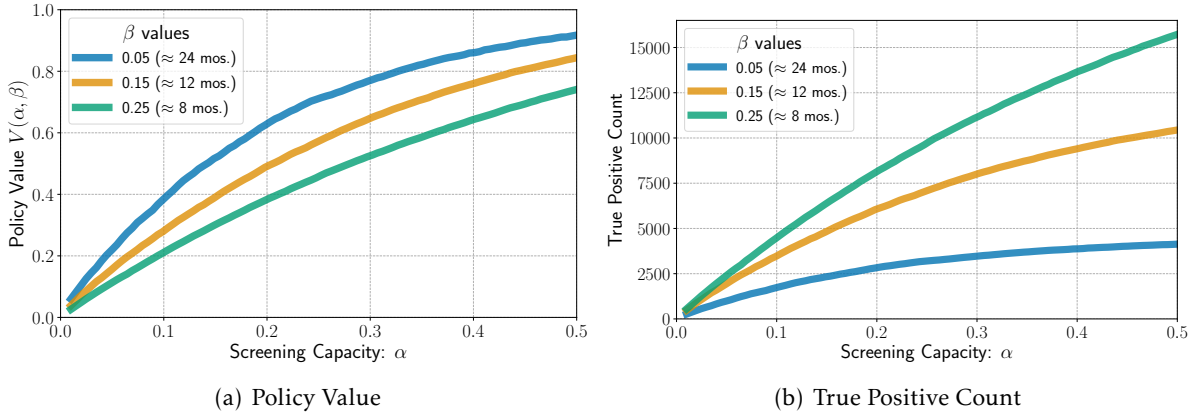 1.0
0.8
0.6
0.4
0.2
0.0
Policy Value V(α, β)
β values
0.05 (≈ 24 mos.)
0.15 (≈ 12 mos.)
0.25 (≈ 8 mos.)
0.0 0.1 0.2 0.3 0.4 0.5
Screening Capacity: α
(a) Policy Value
15000
12500
10000
7500
5000
2500
0
True Positive Count
β values
0.05 (≈ 24 mos.)
0.15 (≈ 12 mos.)
0.25 (≈ 8 mos.)
0.0 0.1 0.2 0.3 0.4 0.5
Screening Capacity: α
(b) True Positive Count